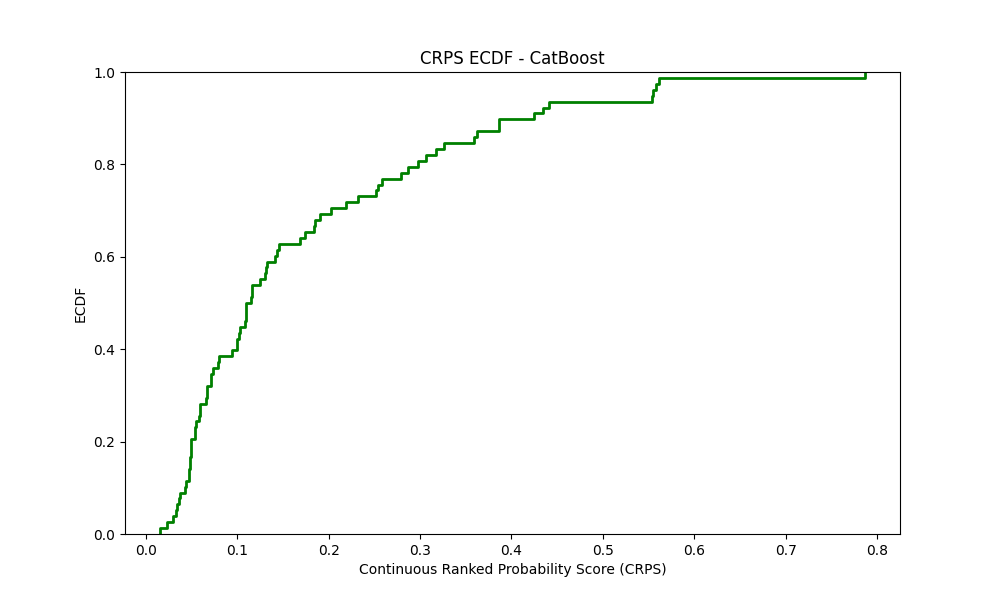 CRPS ECDF - CatBoost
1.0
0.8
0.6
0.4
0.2
0.0
ECDF
0.0 0.1 0.2 0.3 0.4 0.5 0.6 0.7 0.8
Continuous Ranked Probability Score (CRPS)